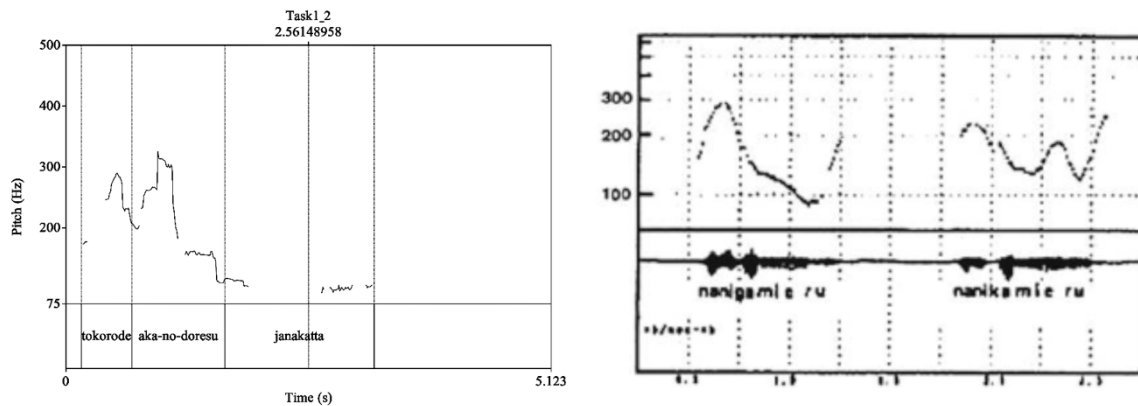 Task1_2
2.56148958
500
400
Pitch (Hz)
300
200
75
tokorode aka-no-doresu janakatta
0 5.123
Time (s)
300
200
100
nanigamie ru nanikamie ru